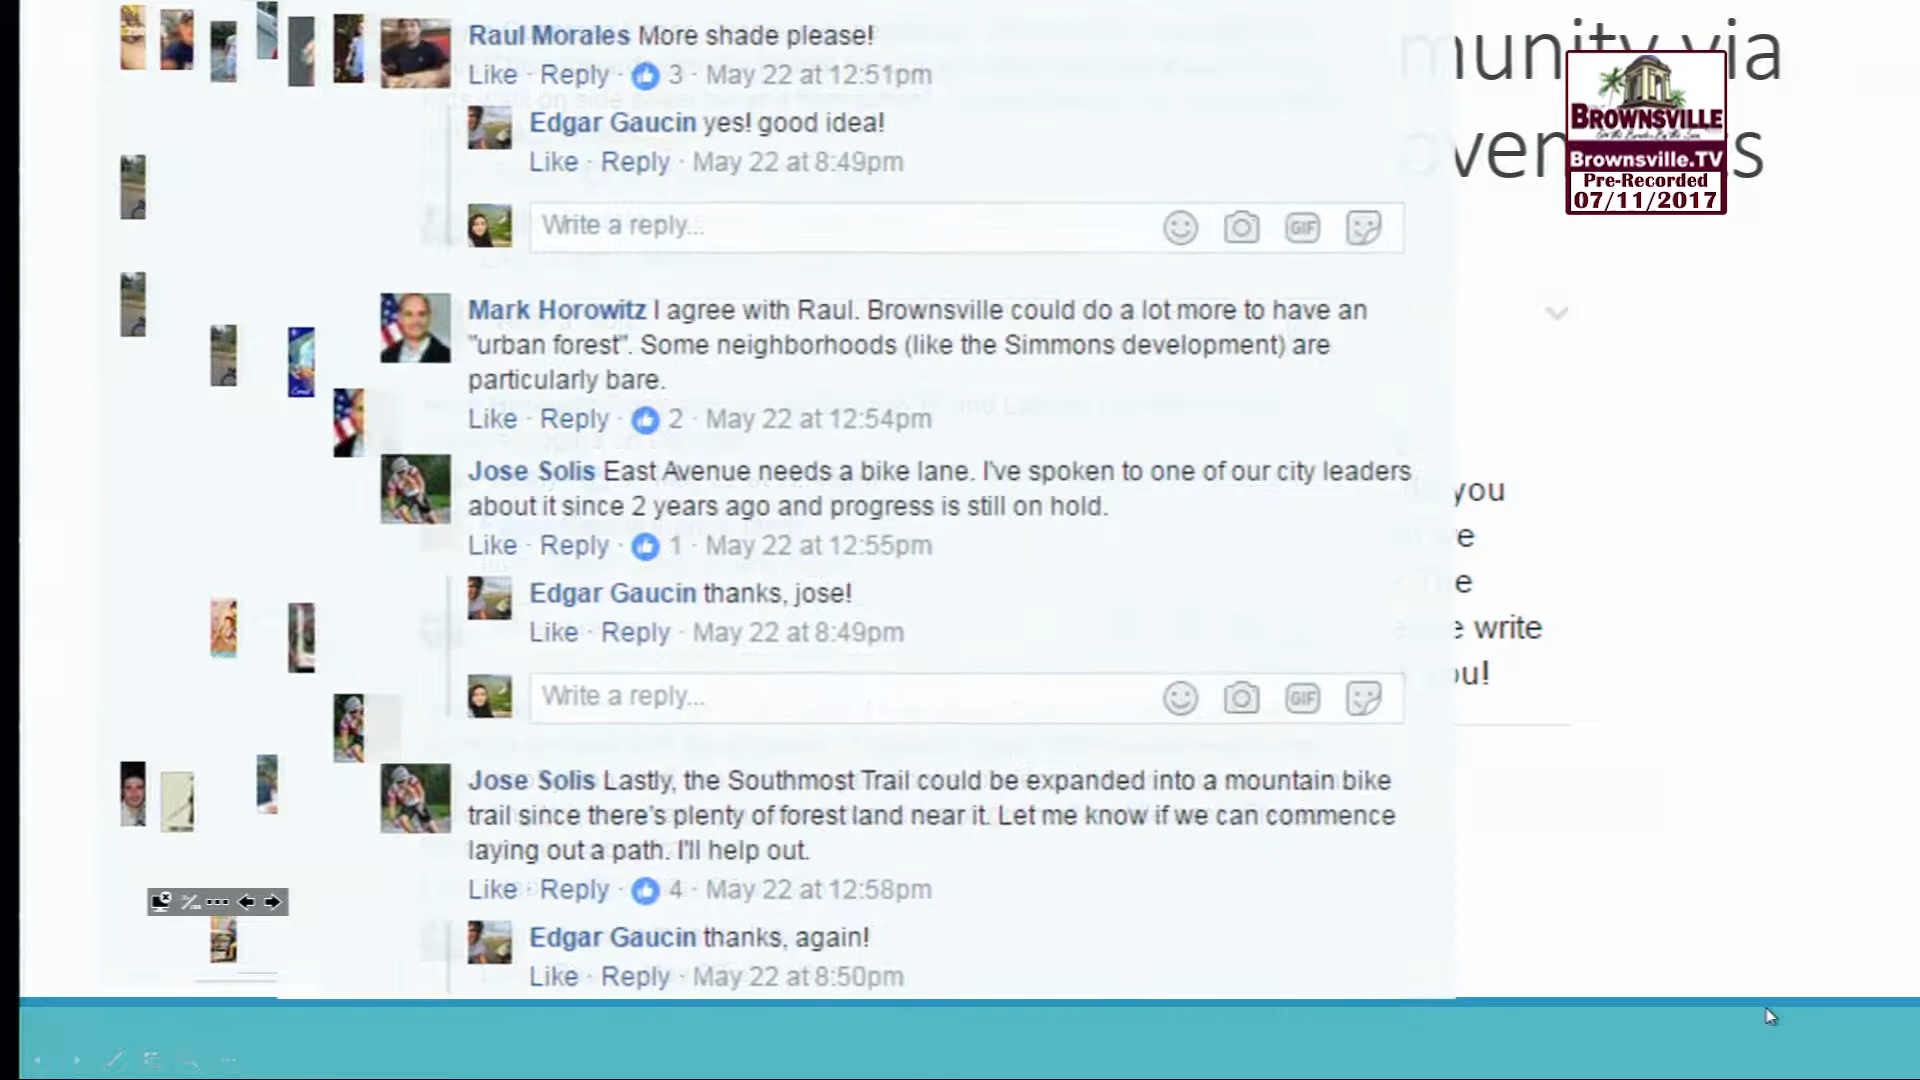 munity via
Raul Morales More shade please!
Like · Reply · 3 · May 22 at 12:51pm
Edgar Gaucin yes! good idea!
Like · Reply · May 22 at 8:49pm
BROWNSVILLE
Brownsville.TV
Pre-Recorded
07/11/2017
Write a reply...
GIF
Mark Horowitz I agree with Raul. Brownsville could do a lot more to have an
"urban forest". Some neighborhoods (like the Simmons development) are
particularly bare.
Like · Reply · 2 · May 22 at 12:54pm
Jose Solis East Avenue needs a bike lane. I've spoken to one of our city leaders
about it since 2 years ago and progress is still on hold.
Like · Reply · 1 · May 22 at 12:55pm
you
e
Edgar Gaucin thanks, jose!
Like · Reply · May 22 at 8:49pm
e write
ou!
Write a reply...
GIF
Jose Solis Lastly, the Southmost Trail could be expanded into a mountain bike
trail since there's plenty of forest land near it. Let me know if we can commence
laying out a path. I'll help out.
Like · Reply · 4 · May 22 at 12:58pm
Edgar Gaucin thanks, again!
Like · Reply · May 22 at 8:50pm